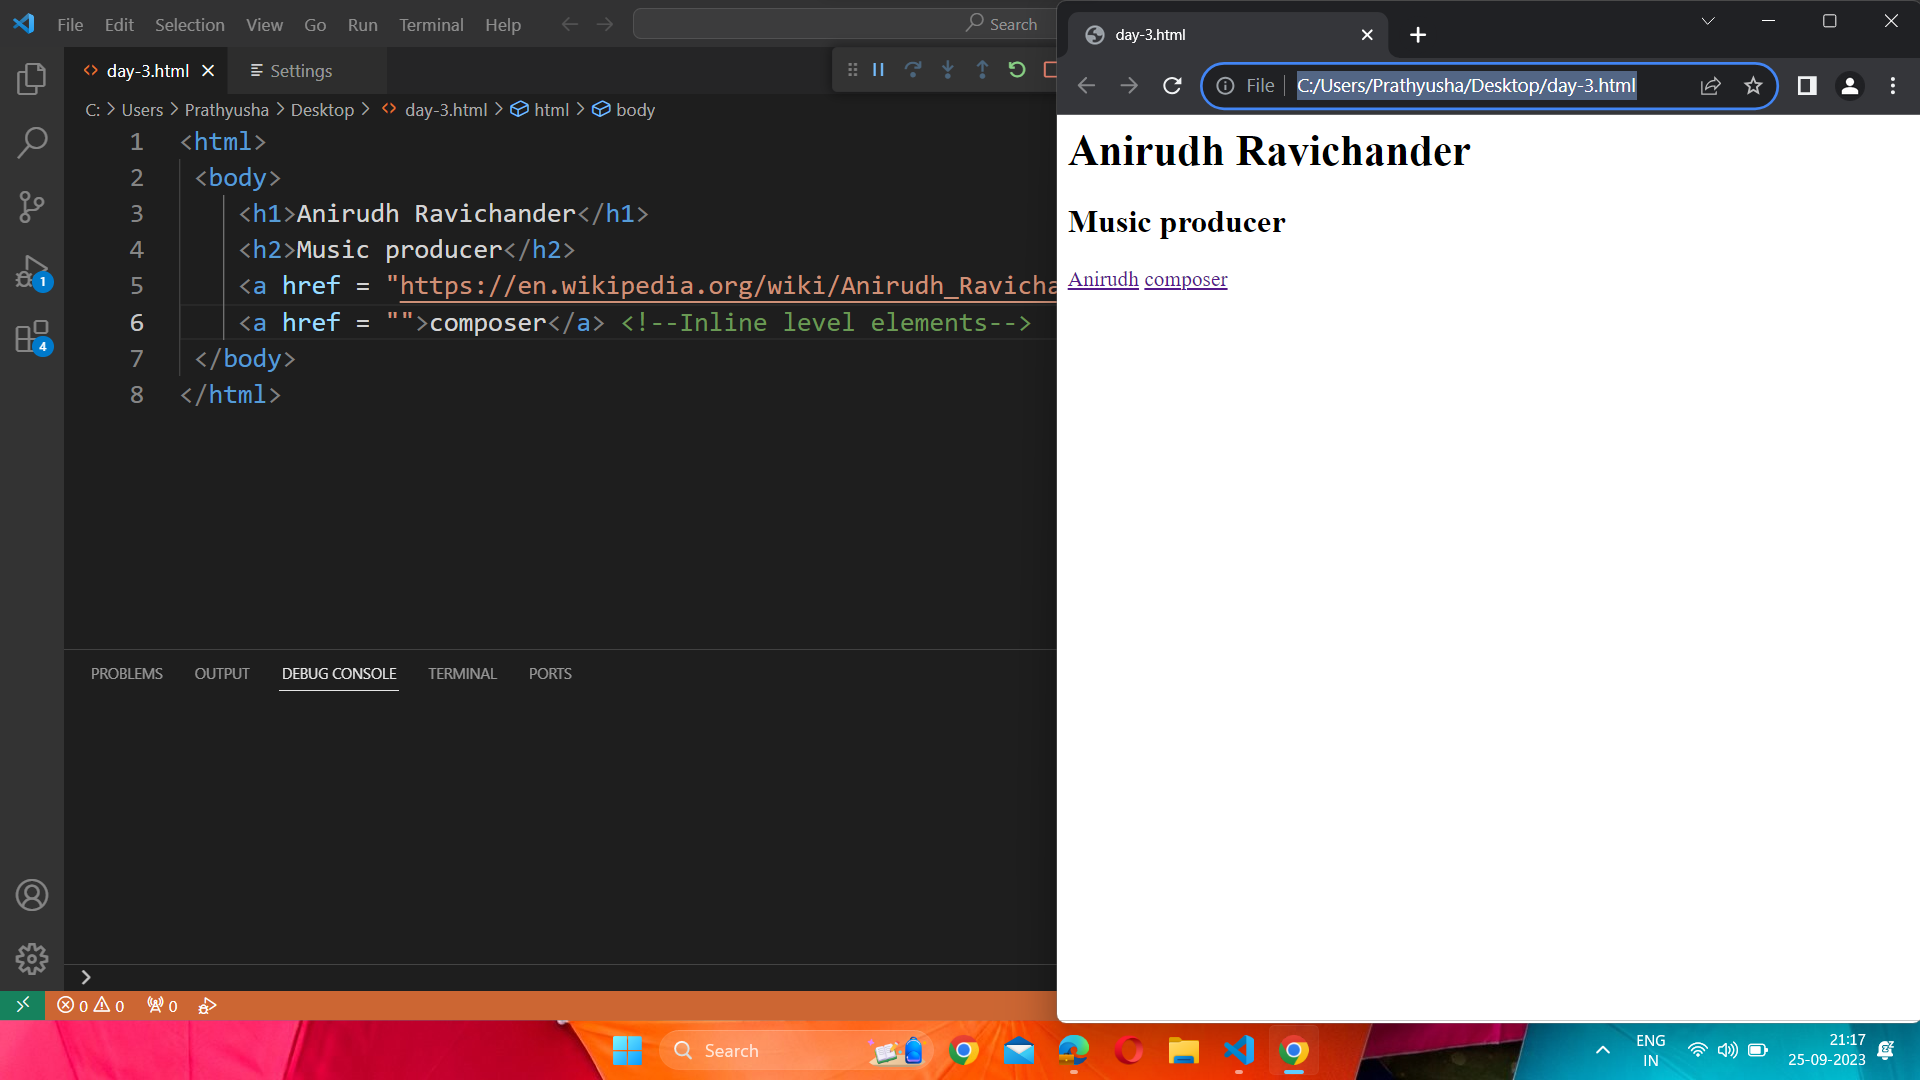 File Edit Selection View Go Run Terminal Help
Search
day-3.html
Settings
C: > Users > Prathyusha > Desktop > <> day-3.html > html > body
1 <html>
2 <body>
3 <h1>Anirudh Ravichander</h1>
4 <h2>Music producer</h2>
5 <a href = "https://en.wikipedia.org/wiki/Anirudh_Ravicha
6 <a href = "">composer</a> <!--Inline level elements-->
7 </body>
8 </html>
1
4
PROBLEMS OUTPUT DEBUG CONSOLE TERMINAL PORTS
>
0 0 0
day-3.html
File C:/Users/Prathyusha/Desktop/day-3.html
Anirudh Ravichander
Music producer
Anirudh composer
Search
ENG
IN
21:17
25-09-2023